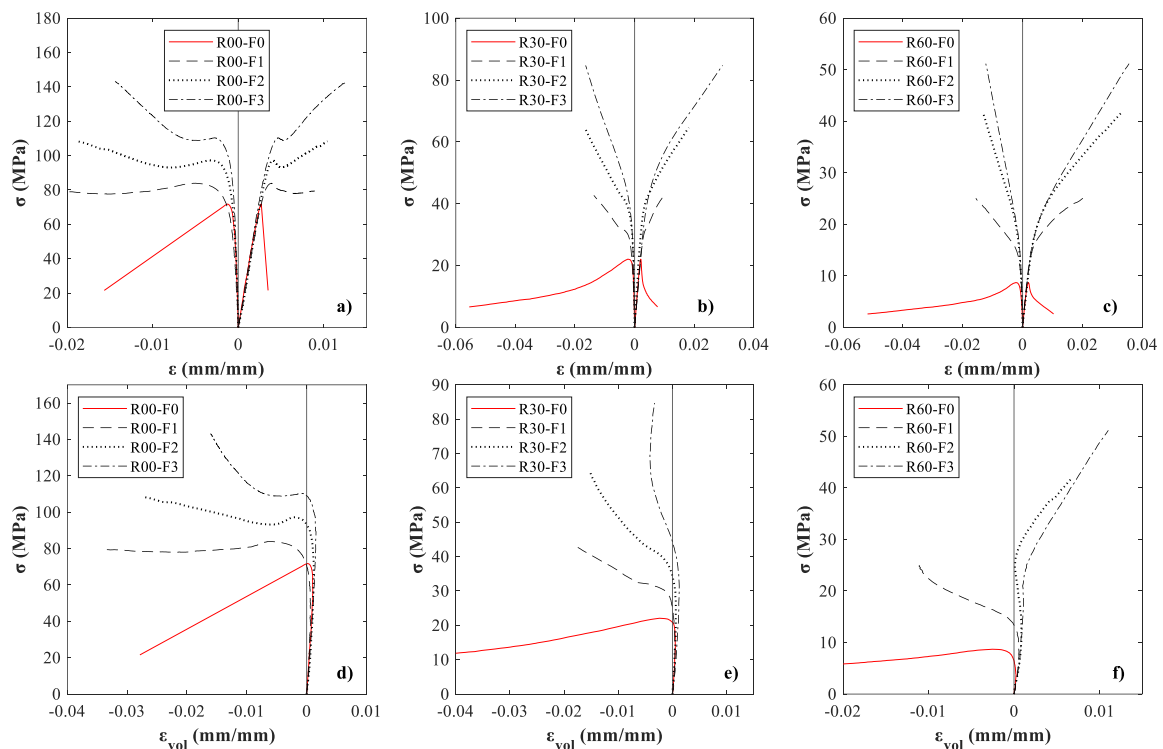 180
160
140
120
100
80
60
40
20
0
σ (MPa)
R00-F0
R00-F1
R00-F2
R00-F3
a)
-0.02 -0.01 0 0.01
ε (mm/mm)
100
80
60
40
20
0
σ (MPa)
R30-F0
R30-F1
R30-F2
R30-F3
b)
-0.06 -0.04 -0.02 0 0.02 0.04
ε (mm/mm)
60
50
40
30
20
10
0
σ (MPa)
R60-F0
R60-F1
R60-F2
R60-F3
c)
-0.06 -0.04 -0.02 0 0.02 0.04
ε (mm/mm)
160
140
120
100
80
60
40
20
0
σ (MPa)
R00-F0
R00-F1
R00-F2
R00-F3
d)
-0.04 -0.03 -0.02 -0.01 0 0.01
ε_vol (mm/mm)
90
80
70
60
50
40
30
20
10
0
σ (MPa)
R30-F0
R30-F1
R30-F2
R30-F3
e)
-0.04 -0.03 -0.02 -0.01 0 0.01
ε_vol (mm/mm)
60
50
40
30
20
10
0
σ (MPa)
R60-F0
R60-F1
R60-F2
R60-F3
f)
-0.02 -0.01 0 0.01
ε_vol (mm/mm)